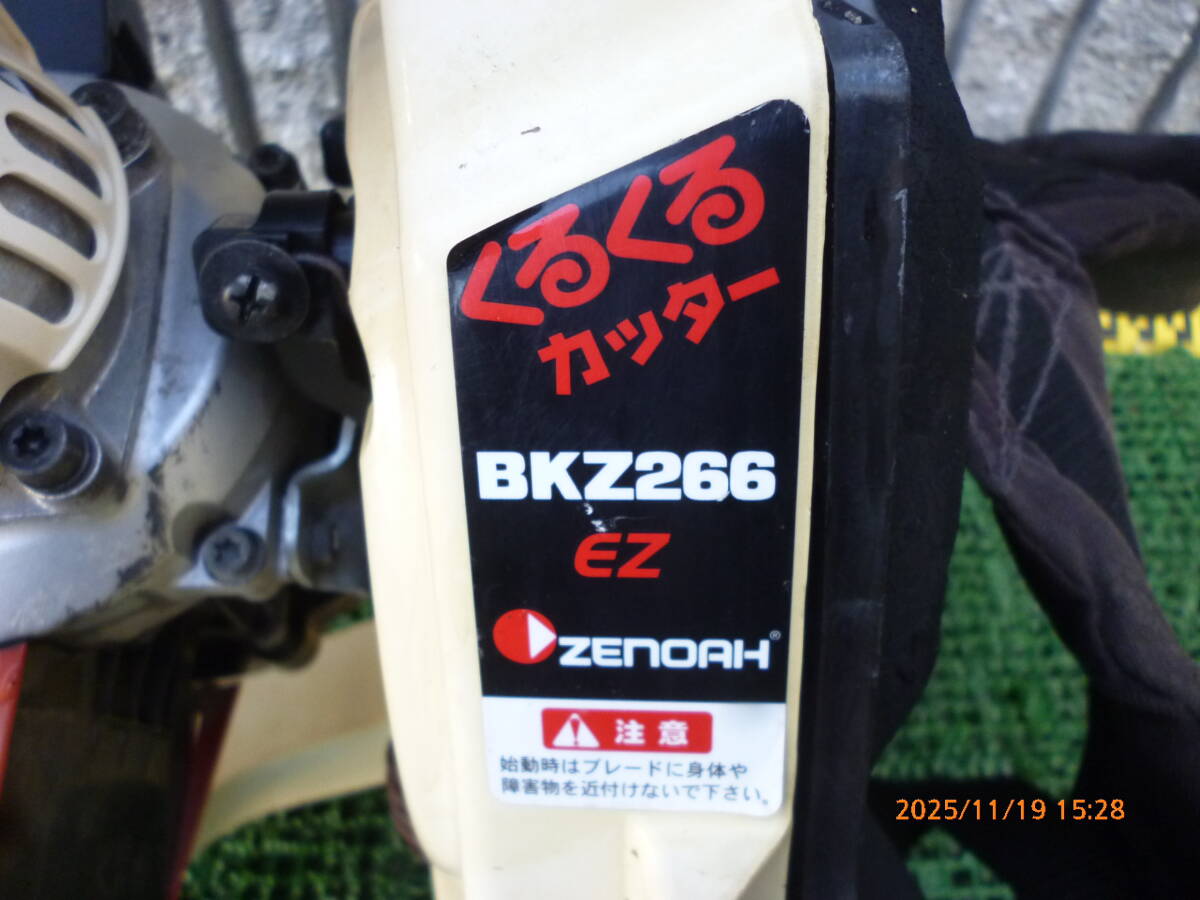 くるくる
カッター
BKZ266
EZ
ZENOAH®
注意
始動時はブレードに身体や
障害物を近付けないで下さい。
2025/11/19 15:28